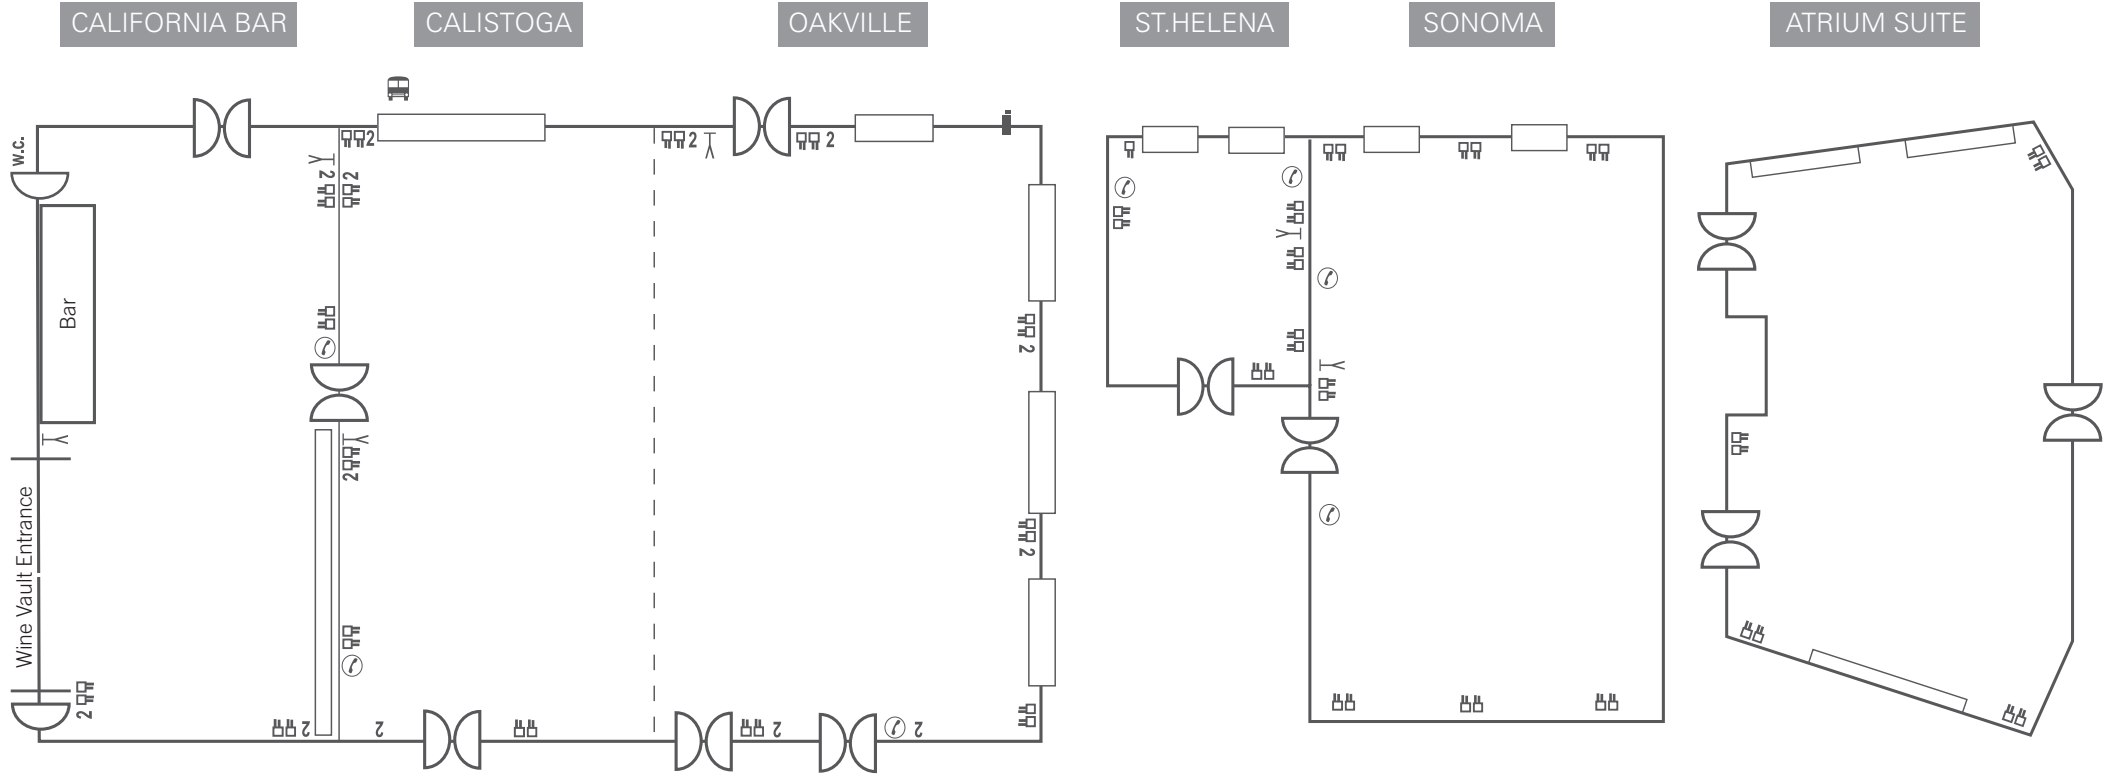 CALIFORNIA BAR
CALISTOGA
OAKVILLE
ST.HELENA
SONOMA
ATRIUM SUITE
w.c.
2
2
2
2
2
Bar
2
2
2
Wine Vault Entrance
2
2
2
2
2